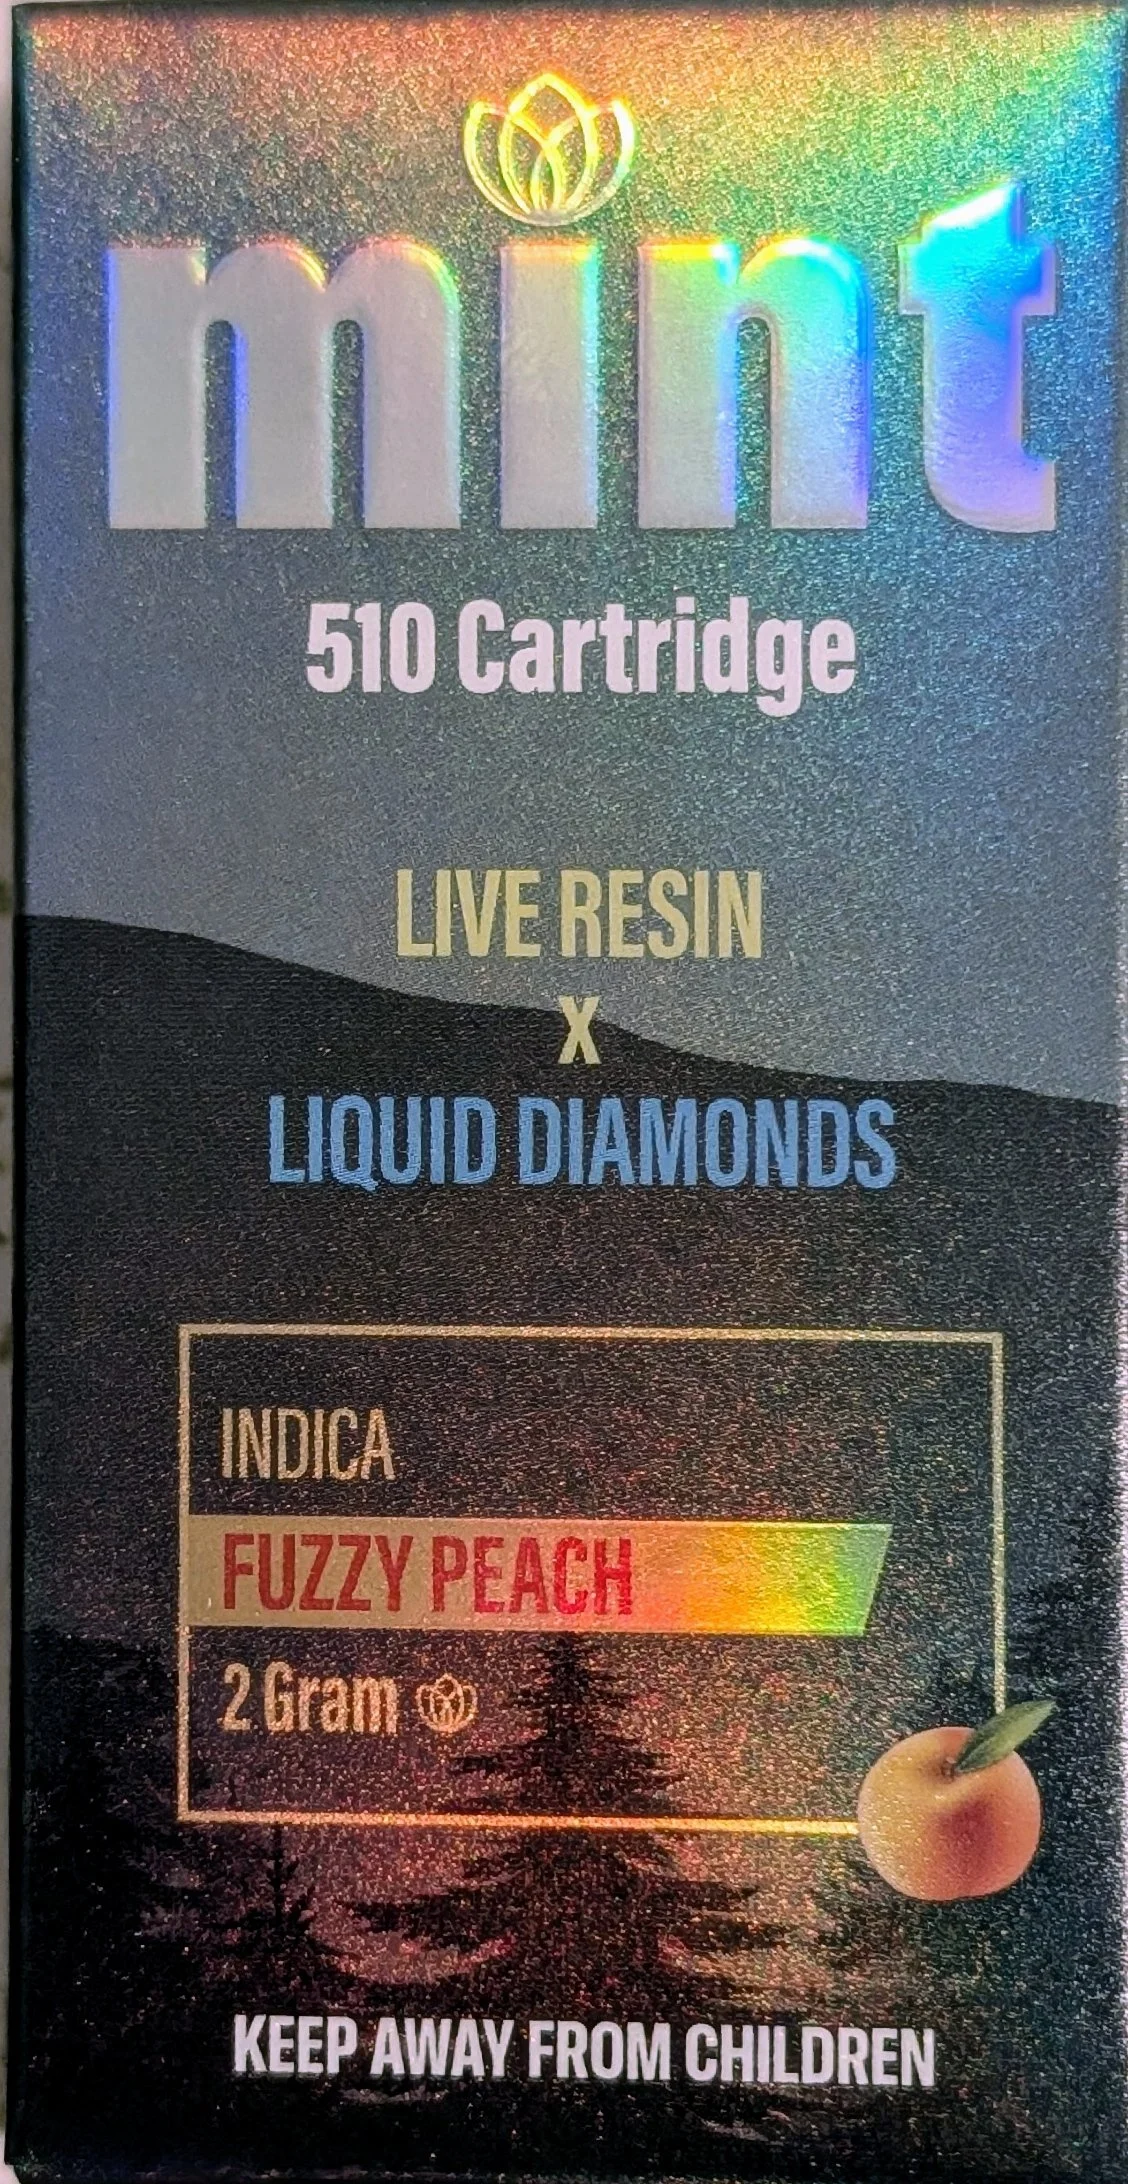 mint
510 Cartridge
LIVE RESIN
X
LIQUID DIAMONDS
INDICA
FUZZY PEACH
2 Gram
KEEP AWAY FROM CHILDREN